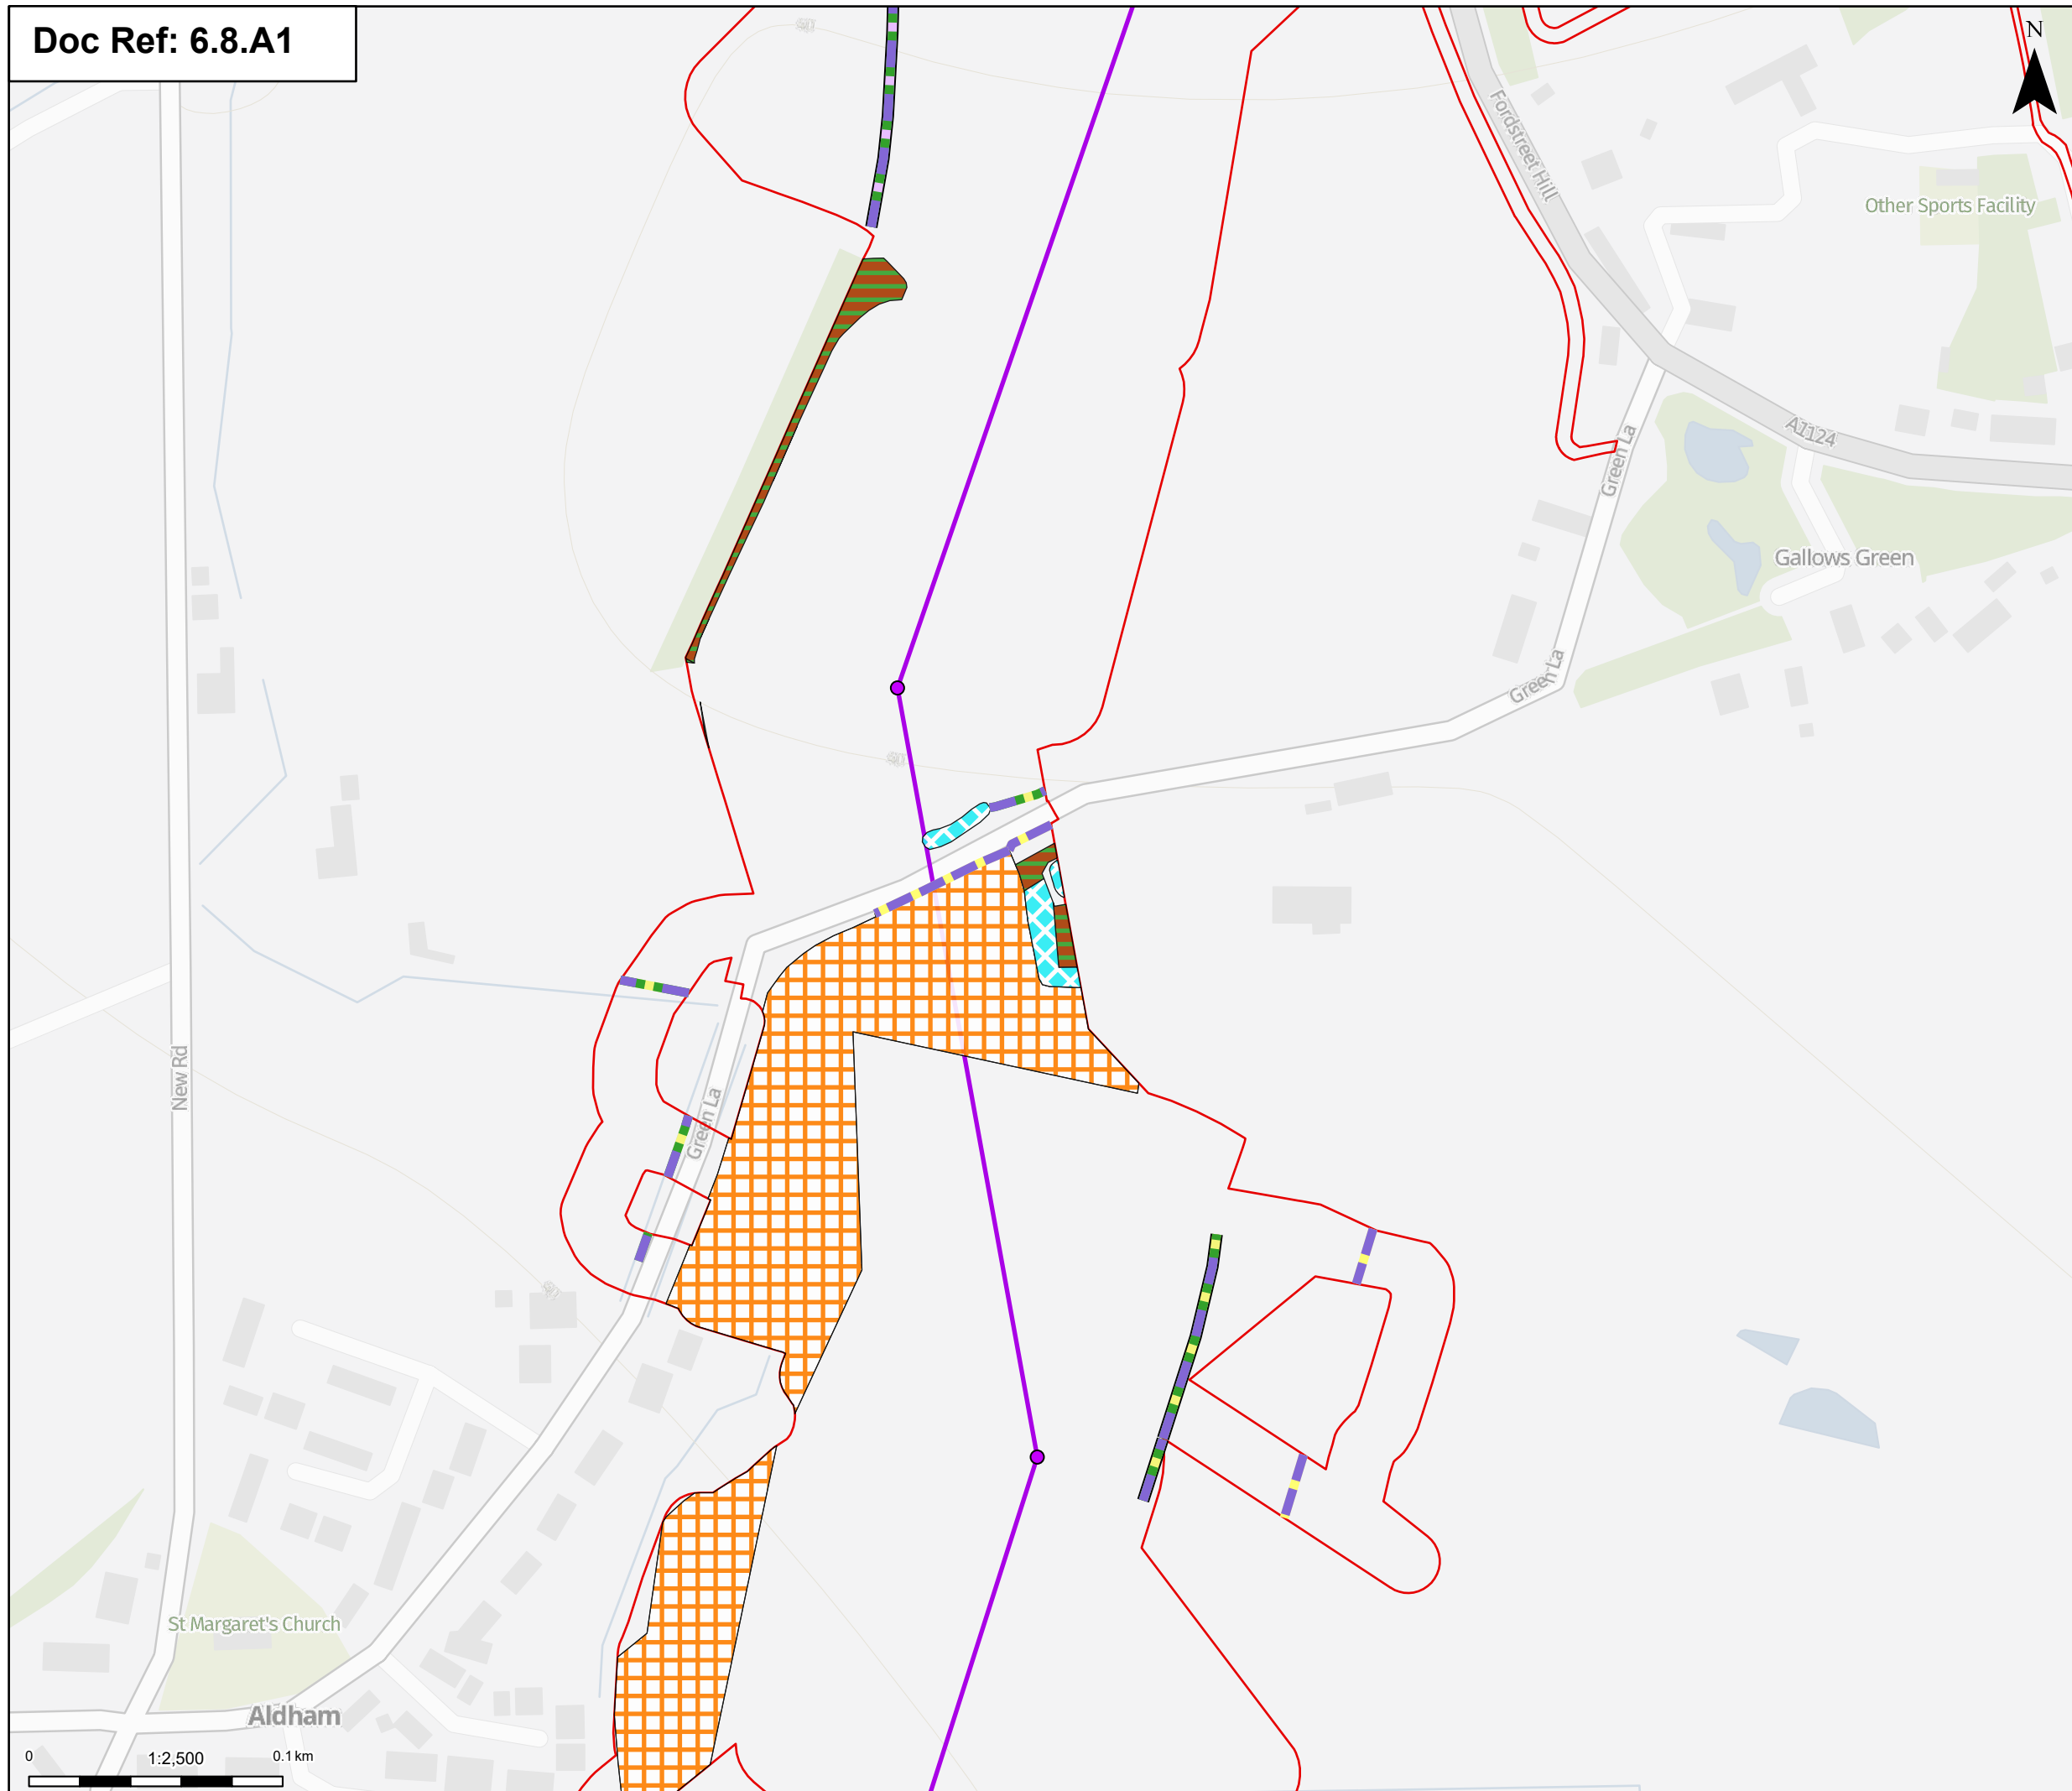 Doc Ref: 6.8.A1
N
Fordstreet Hill
Other Sports Facility
A1124
Green La
Gallows Green
Green La
New Rd
Green La
St Margaret's Church
Aldham
0 1:2,500 0.1 km